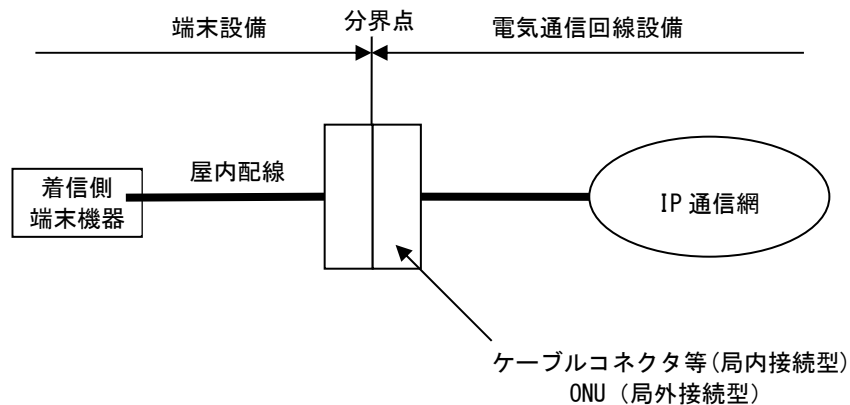 端末設備
分界点
電気通信回線設備
屋内配線
着信側
端末機器
IP 通信網
ケーブルコネクタ等(局内接続型)
ONU (局外接続型)